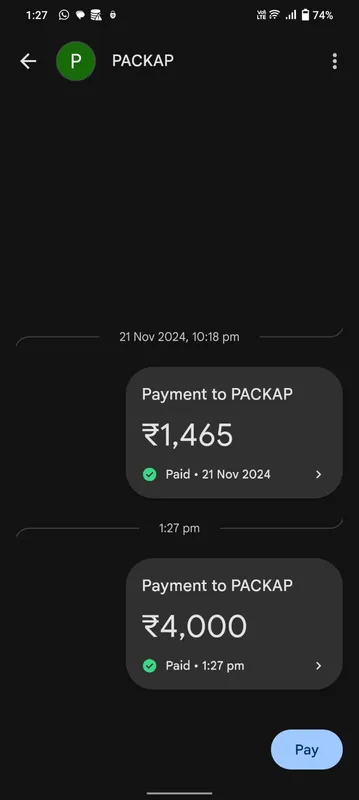 1:27
VoLTE
74%
P
PACKAP
21 Nov 2024, 10:18 pm
Payment to PACKAP
₹1,465
Paid • 21 Nov 2024
1:27 pm
Payment to PACKAP
₹4,000
Paid • 1:27 pm
Pay